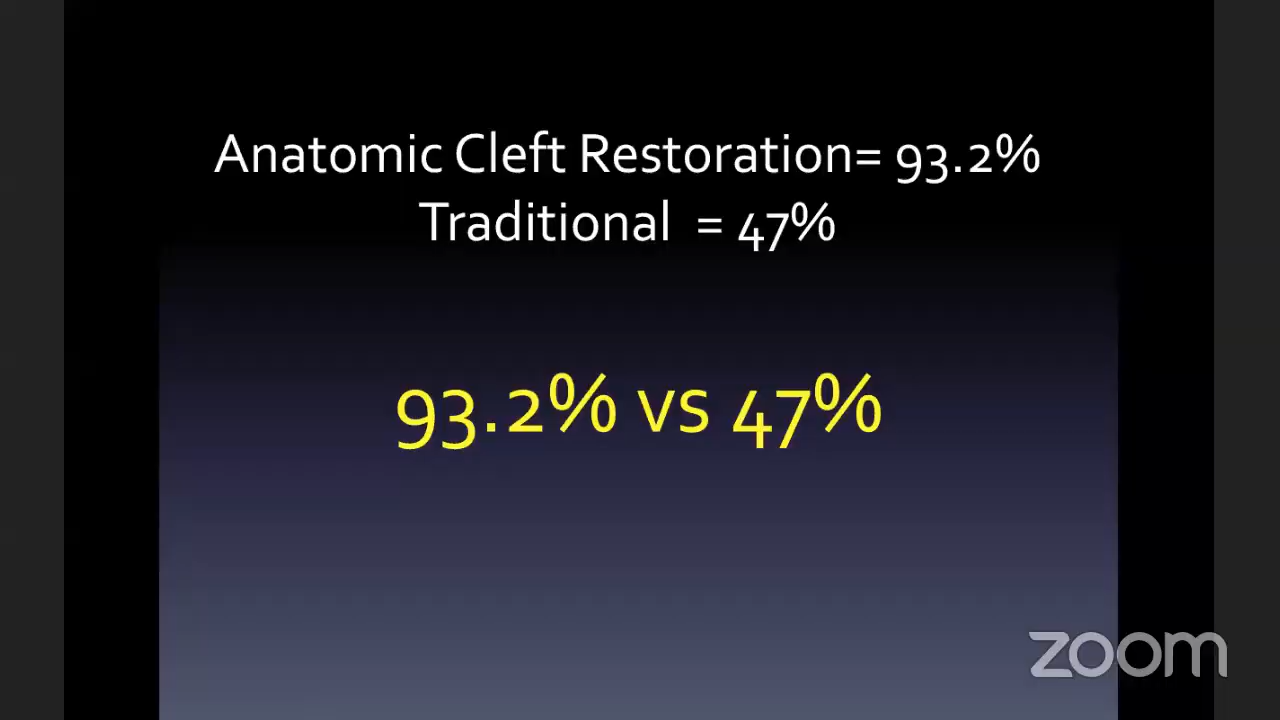 Anatomic Cleft Restoration= 93.2%
Traditional = 47%
93.2% vs 47%
zoom